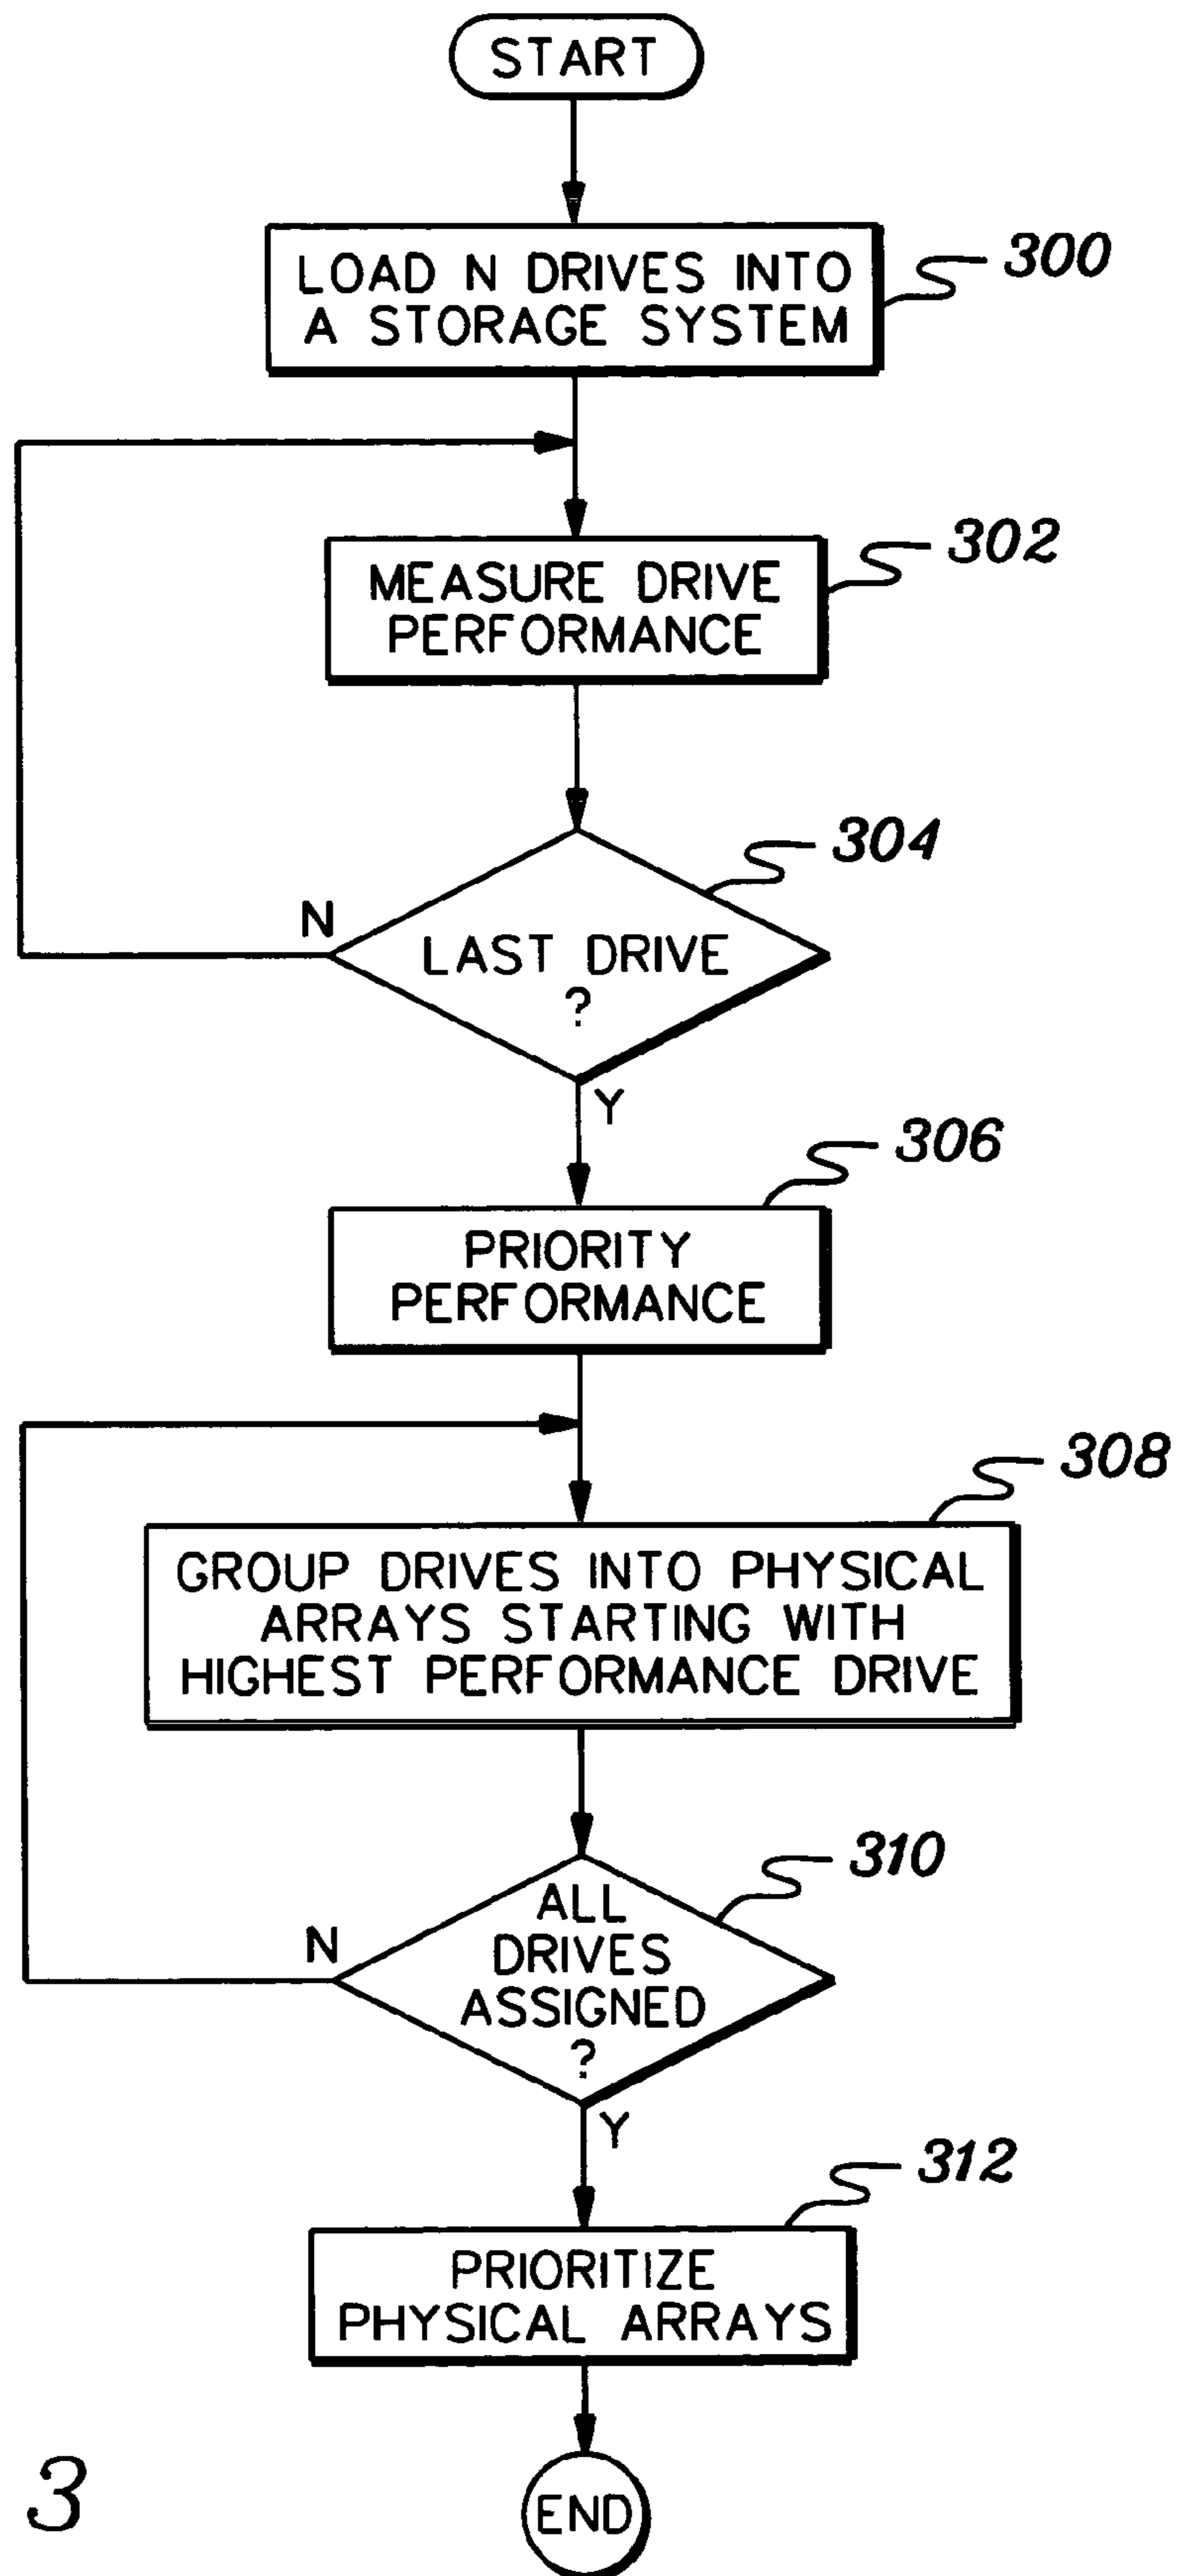 START
LOAD N DRIVES INTO
A STORAGE SYSTEM
300
MEASURE DRIVE
PERFORMANCE
302
304
N
LAST DRIVE
?
Y
306
PRIORITY
PERFORMANCE
308
GROUP DRIVES INTO PHYSICAL
ARRAYS STARTING WITH
HIGHEST PERFORMANCE DRIVE
310
N
ALL
DRIVES
ASSIGNED
?
Y
312
PRIORITIZE
PHYSICAL ARRAYS
3
END